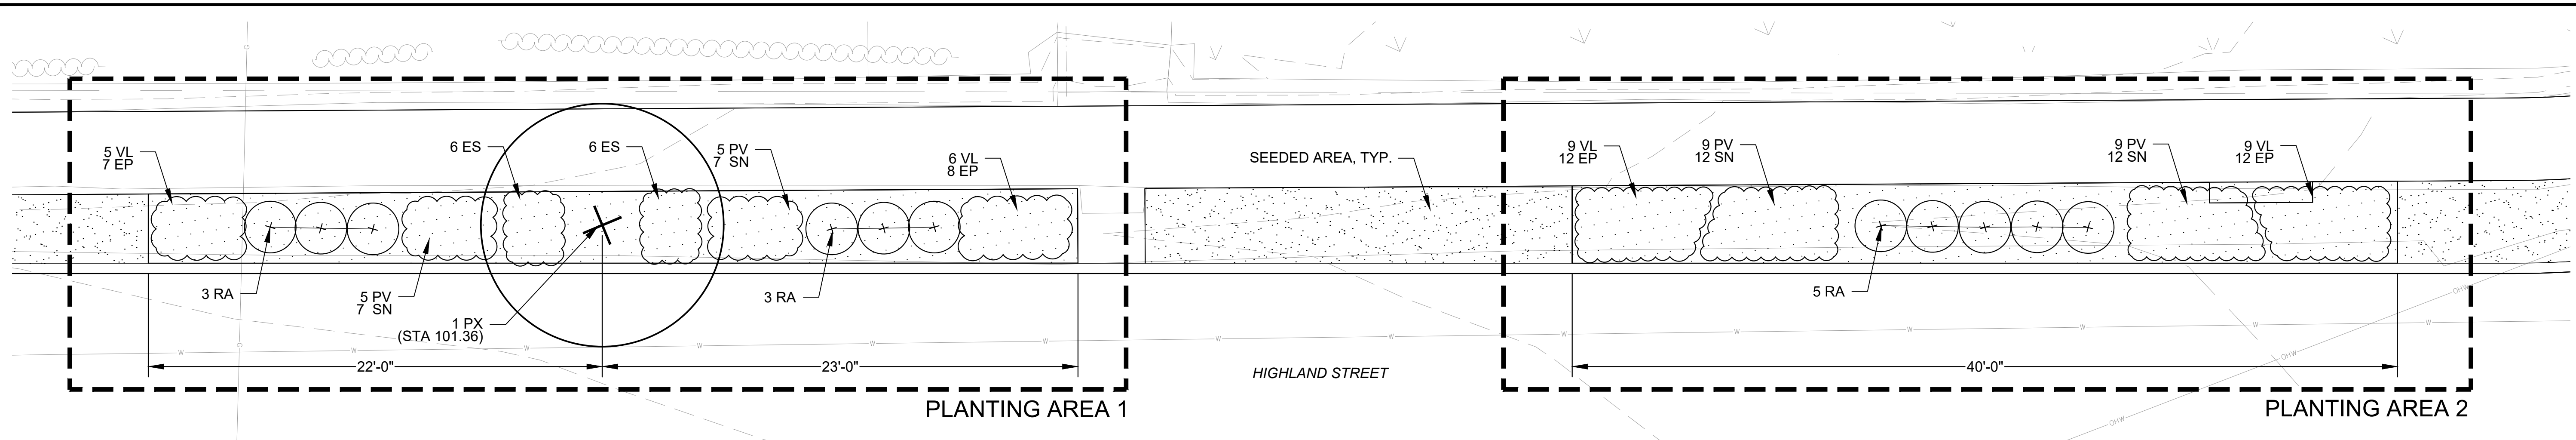 5 VL
7 EP
6 ES
6 ES
5 PV
7 SN
6 VL
8 EP
SEEDED AREA, TYP.
9 VL
12 EP
9 PV
12 SN
9 PV
12 SN
9 VL
12 EP
3 RA
5 PV
7 SN
1 PX
(STA 101.36)
3 RA
5 RA
G
G
W
W
W
W
W
W
W
W
W
W
W
W
W
W
OHW
OHW
OHW
22'-0"
23'-0"
HIGHLAND STREET
40'-0"
PLANTING AREA 1
PLANTING AREA 2